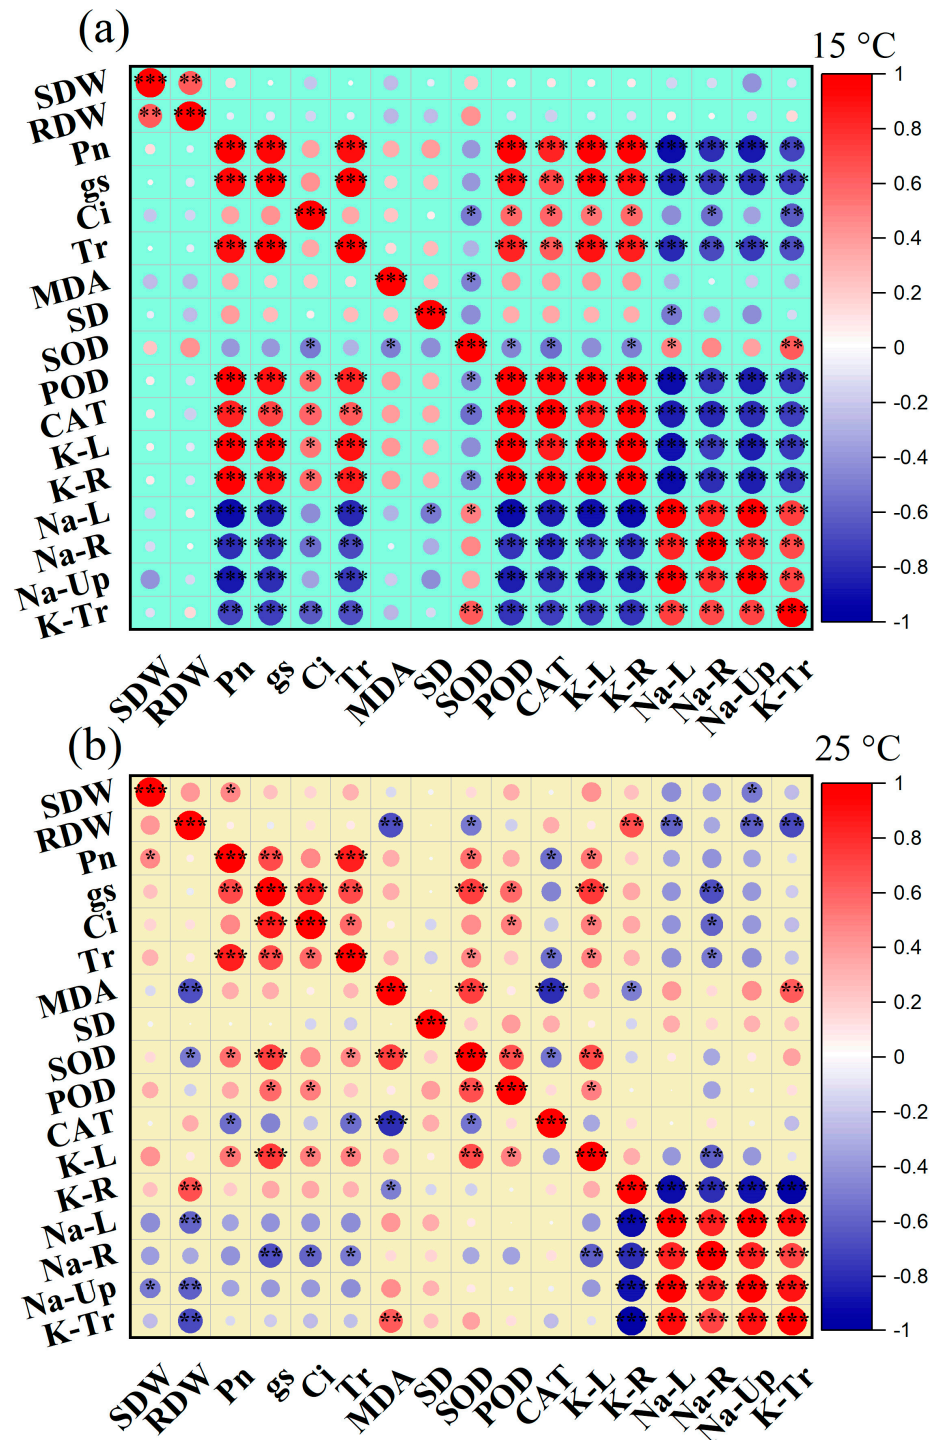 (a)
15 °C
SDW
RDW
Pn
gs
Ci
Tr
MDA
SD
SOD
POD
CAT
K-L
K-R
Na-L
Na-R
Na-Up
K-Tr
1
0.8
0.6
0.4
0.2
0
-0.2
-0.4
-0.6
-0.8
-1
SDW RDW Pn gs Ci Tr MDA SD SOD POD CAT K-L K-R Na-L Na-R Na-Up K-Tr
(b)
25 °C
SDW
RDW
Pn
gs
Ci
Tr
MDA
SD
SOD
POD
CAT
K-L
K-R
Na-L
Na-R
Na-Up
K-Tr
1
0.8
0.6
0.4
0.2
0
-0.2
-0.4
-0.6
-0.8
-1
SDW RDW Pn gs Ci Tr MDA SD SOD POD CAT K-L K-R Na-L Na-R Na-Up K-Tr